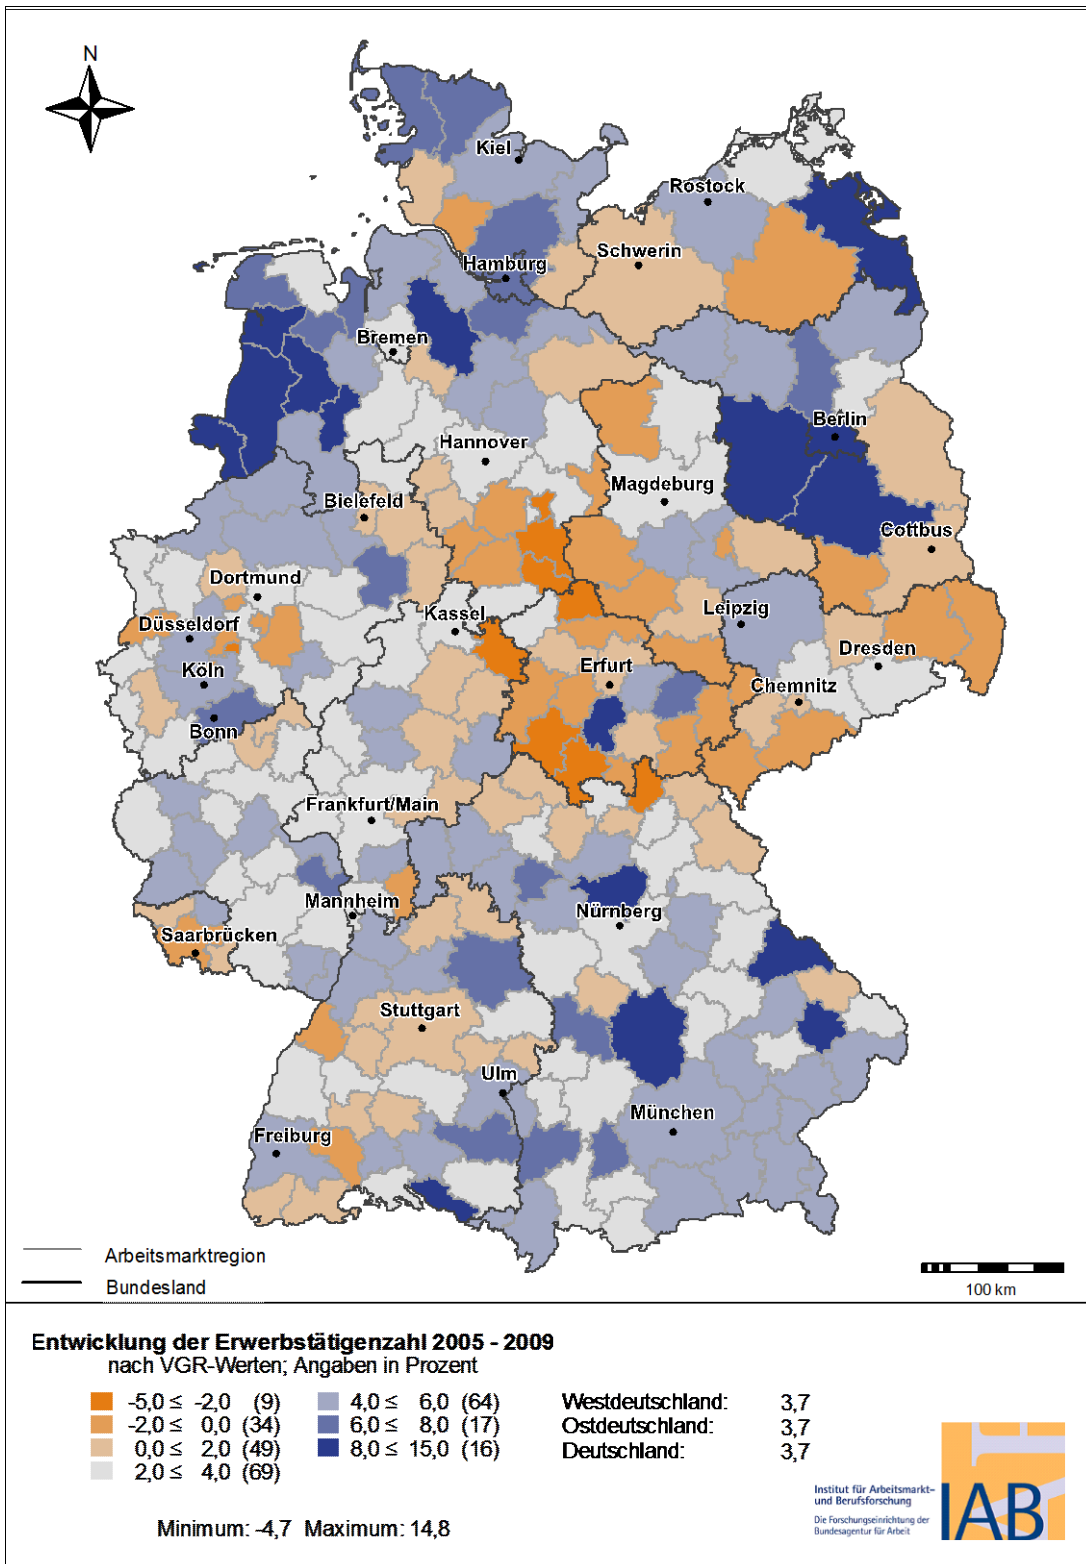 N
Kiel
Rostock
Schwerin
Hamburg
Bremen
Berlin
Hannover
Magdeburg
Bielefeld
Cottbus
Dortmund
Kassel
Leipzig
Düsseldorf
Dresden
Köln
Erfurt
Chemnitz
Bonn
Frankfurt/Main
Mannheim
Nürnberg
Saarbrücken
Stuttgart
Ulm
München
Freiburg
Arbeitsmarktregion
Bundesland
100 km
Entwicklung der Erwerbstätigenzahl 2005 - 2009
nach VGR-Werten; Angaben in Prozent
-5,0 ≤ -2,0 (9)
-2,0 ≤ 0,0 (34)
0,0 ≤ 2,0 (49)
2,0 ≤ 4,0 (69)
4,0 ≤ 6,0 (64)
6,0 ≤ 8,0 (17)
8,0 ≤ 15,0 (16)
Westdeutschland: 3,7
Ostdeutschland: 3,7
Deutschland: 3,7
Minimum: -4,7 Maximum: 14,8
Institut für Arbeitsmarkt-
und Berufsforschung
Die Forschungseinrichtung der
Bundesagentur für Arbeit
IAB